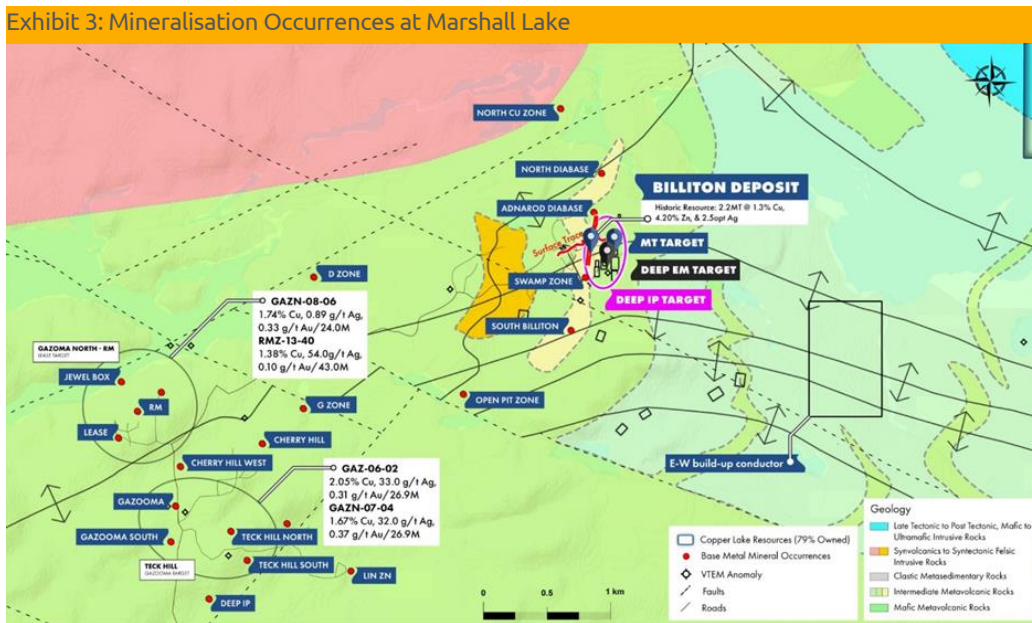 Exhibit 3: Mineralisation Occurrences at Marshall Lake
NORTH CU ZONE
NORTH DIABASE
BILLITON DEPOSIT
Historic Resource: 2.2MT @ 1.3% Cu,
4.20% Zn, & 2.5opt Ag
ADNAROD DIABASE
Surface Trace
MT TARGET
DEEP EM TARGET
D ZONE
SWAMP ZONE
DEEP IP TARGET
GAZN-08-06
1.74% Cu, 0.89 g/t Ag,
0.33 g/t Au/24.0M
RMZ-13-40
1.38% Cu, 54.0g/t Ag,
0.10 g/t Au/43.0M
SOUTH BILLITON
GAZOMA NORTH - RM
LEASE TARGET
JEWEL BOX
RM
G ZONE
OPEN PIT ZONE
LEASE
CHERRY HILL
CHERRY HILL WEST
E-W build-up conductor
GAZ-06-02
2.05% Cu, 33.0 g/t Ag,
0.31 g/t Au/26.9M
GAZN-07-04
1.67% Cu, 32.0 g/t Ag,
0.37 g/t Au/26.9M
GAZOOMA
GAZOOMA SOUTH
TECK HILL NORTH
TECK HILL
GAZOOMA TARGET
TECK HILL SOUTH
LIN ZN
DEEP IP
0 0.5 1 km
Copper Lake Resources (79% Owned)
Base Metal Mineral Occurrences
VTEM Anomaly
Faults
Roads
Geology
Late Tectonic to Post Tectonic, Mafic to
Ultramafic Intrusive Rocks
Synvolcanics to Syntectonic Felsic
Intrusive Rocks
Clastic Metasedimentary Rocks
Intermediate Metavolcanic Rocks
Mafic Metavolcanic Rocks